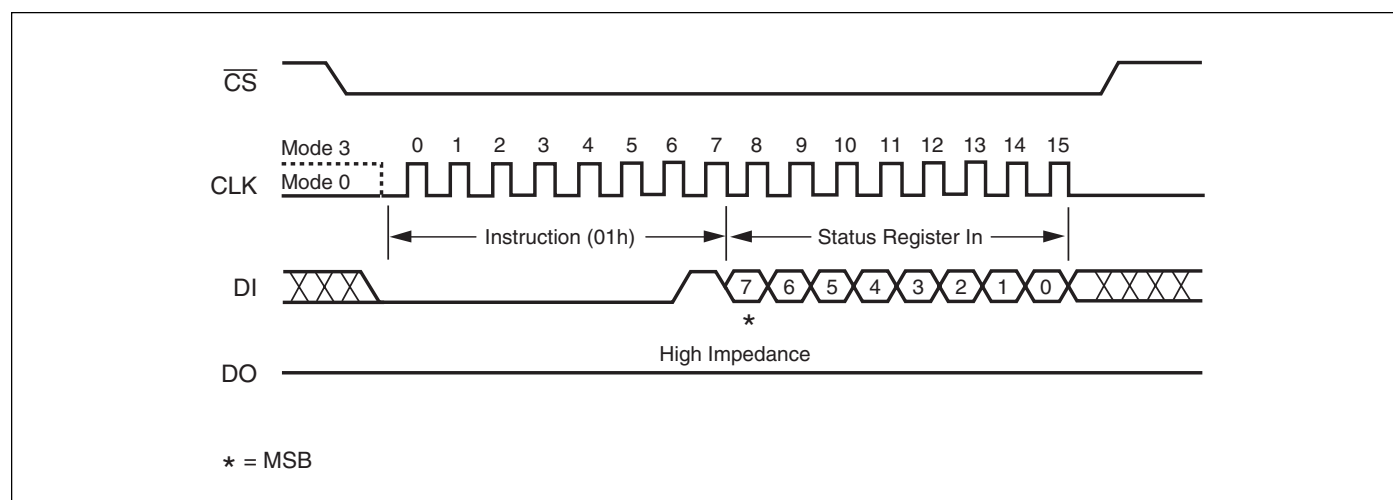 CS
Mode 3
0 1 2 3 4 5 6 7 8 9 10 11 12 13 14 15
CLK
Mode 0
Instruction (01h)
Status Register In
DI
7 6 5 4 3 2 1 0
*
High Impedance
DO
* = MSB